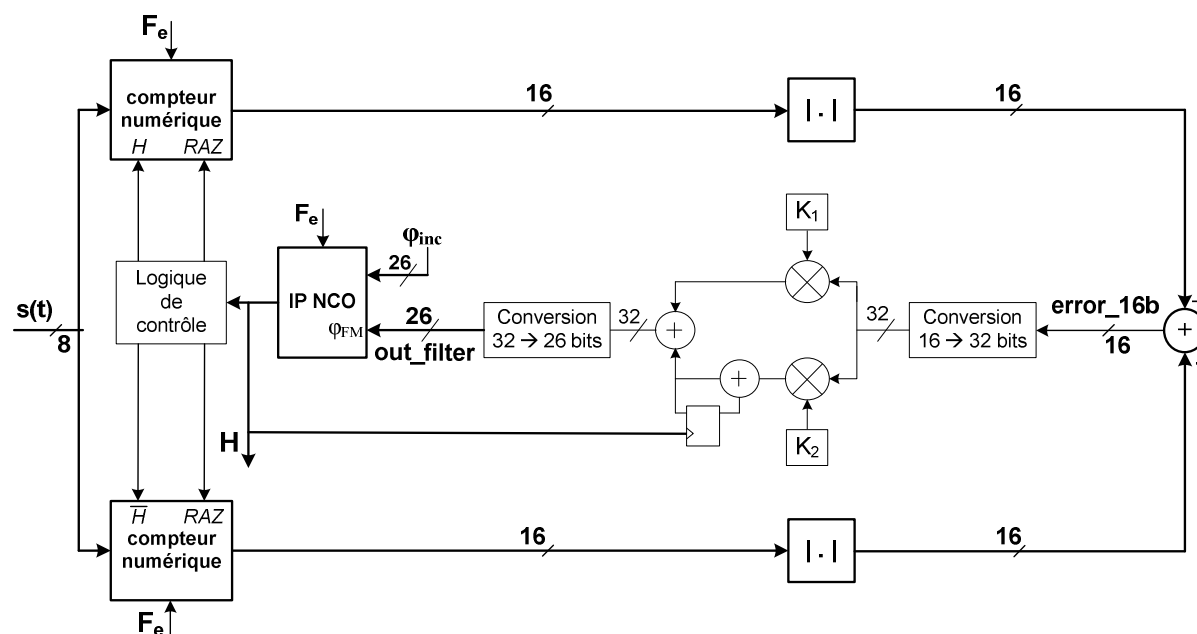 Fe
compteur
numérique
H RAZ
16
|·|
16
s(t)
8
Logique
de
contrôle
Fe
φinc
26
IP NCO
φFM
26
out_filter
Conversion
32 → 26 bits
32
+
K1
+
K2
32
Conversion
16 → 32 bits
error_16b
16
+
H
H̅ RAZ
compteur
numérique
Fe
16
|·|
16